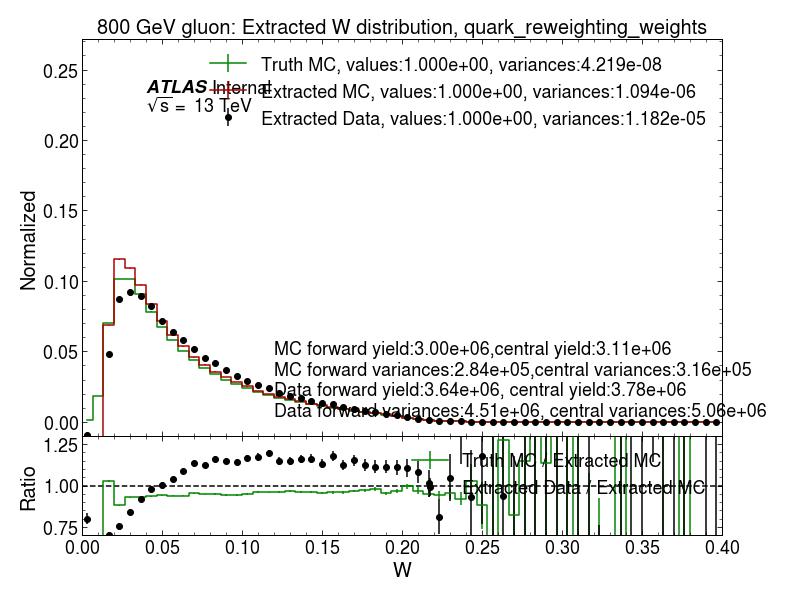 800 GeV gluon: Extracted W distribution, quark_reweighting_weights
Truth MC, values:1.000e+00, variances:4.219e-08
ATLAS Internal
Extracted MC, values:1.000e+00, variances:1.094e-06
√s = 13 TeV
Extracted Data, values:1.000e+00, variances:1.182e-05
Normalized
0.25
0.20
0.15
0.10
0.05
0.00
MC forward yield:3.00e+06,central yield:3.11e+06
MC forward variances:2.84e+05,central variances:3.16e+05
Data forward yield:3.64e+06, central yield:3.78e+06
Data forward variances:4.51e+06, central variances:5.06e+06
Ratio
1.25
1.00
0.75
Truth MC / Extracted MC
Extracted Data / Extracted MC
0.00 0.05 0.10 0.15 0.20 0.25 0.30 0.35 0.40
W